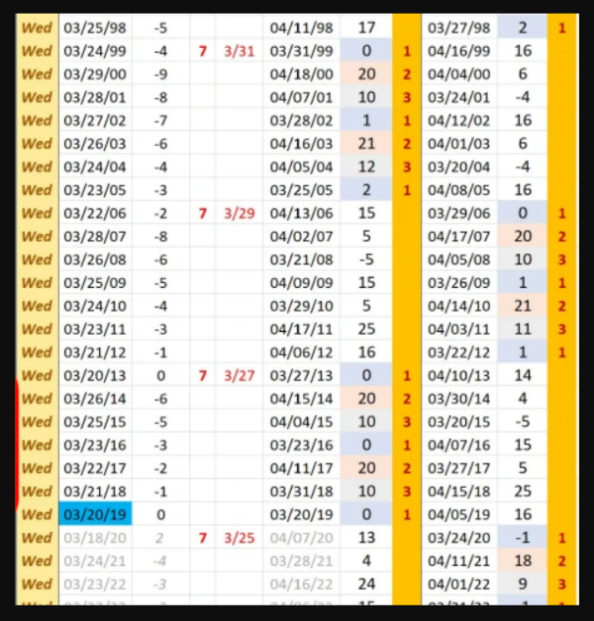 Wed 03/25/98 -5 04/11/98 17 03/27/98 2 1
Wed 03/24/99 -4 7 3/31 03/31/99 0 1 04/16/99 16
Wed 03/29/00 -9 04/18/00 20 2 04/04/00 6
Wed 03/28/01 -8 04/07/01 10 3 03/24/01 -4
Wed 03/27/02 -7 03/28/02 1 1 04/12/02 16
Wed 03/26/03 -6 04/16/03 21 2 04/01/03 6
Wed 03/24/04 -4 04/05/04 12 3 03/20/04 -4
Wed 03/23/05 -3 03/25/05 2 1 04/08/05 16
Wed 03/22/06 -2 7 3/29 04/13/06 15 03/29/06 0 1
Wed 03/28/07 -8 04/02/07 5 04/17/07 20 2
Wed 03/26/08 -6 03/21/08 -5 04/05/08 10 3
Wed 03/25/09 -5 04/09/09 15 03/26/09 1 1
Wed 03/24/10 -4 03/29/10 5 04/14/10 21 2
Wed 03/23/11 -3 04/17/11 25 04/03/11 11 3
Wed 03/21/12 -1 04/06/12 16 03/22/12 1 1
Wed 03/20/13 0 7 3/27 03/27/13 0 1 04/10/13 14
Wed 03/26/14 -6 04/15/14 20 2 03/30/14 4
Wed 03/25/15 -5 04/04/15 10 3 03/20/15 -5
Wed 03/23/16 -3 03/23/16 0 1 04/07/16 15
Wed 03/22/17 -2 04/11/17 20 2 03/27/17 5
Wed 03/21/18 -1 03/31/18 10 3 04/15/18 25
Wed 03/20/19 0 03/20/19 0 1 04/05/19 16
Wed 03/18/20 2 7 3/25 04/07/20 13 03/24/20 -1 1
Wed 03/24/21 -4 03/28/21 4 04/11/21 18 2
Wed 03/23/22 -3 04/16/22 24 04/01/22 9 3